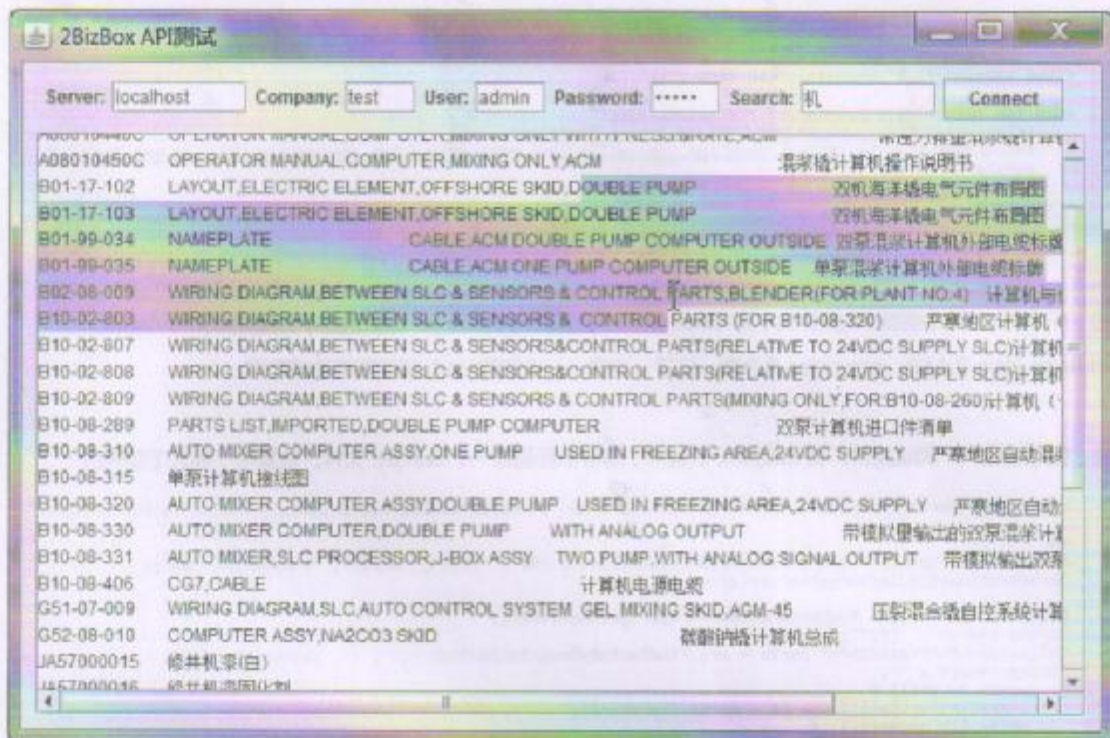 2BizBox API测试
Server: localhost Company: test User: admin Password: ••••• Search: 机 Connect
OPERATOR MANUAL,COMPUTER,MIXING ONLY
A08010450C OPERATOR MANUAL,COMPUTER,MIXING ONLY,ACM 混浆撬计算机操作说明书
B01-17-102 LAYOUT,ELECTRIC ELEMENT,OFFSHORE SKID,DOUBLE PUMP 双机海洋撬电气元件布局图
B01-17-103 LAYOUT,ELECTRIC ELEMENT,OFFSHORE SKID,DOUBLE PUMP 双机海洋撬电气元件布局图
B01-99-034 NAMEPLATE CABLE,ACM DOUBLE PUMP COMPUTER OUTSIDE 双泵混浆计算机外部电缆标牌
B01-99-035 NAMEPLATE CABLE,ACM ONE PUMP COMPUTER OUTSIDE 单泵混浆计算机外部电缆标牌
B02-08-009 WIRING DIAGRAM,BETWEEN SLC & SENSORS & CONTROL PARTS,BLENDER(FOR PLANT NO.4) 计算机与
B10-02-803 WIRING DIAGRAM,BETWEEN SLC & SENSORS & CONTROL PARTS (FOR B10-08-320) 严寒地区计算机（
B10-02-807 WIRING DIAGRAM,BETWEEN SLC & SENSORS&CONTROL PARTS(RELATIVE TO 24VDC SUPPLY SLC)计算机
B10-02-808 WIRING DIAGRAM,BETWEEN SLC & SENSORS&CONTROL PARTS(RELATIVE TO 24VDC SUPPLY SLC)计算机
B10-02-809 WIRING DIAGRAM,BETWEEN SLC & SENSORS & CONTROL PARTS(MIXING ONLY,FOR:B10-08-260)计算机（
B10-08-289 PARTS LIST,IMPORTED,DOUBLE PUMP COMPUTER 双泵计算机进口件清单
B10-08-310 AUTO MIXER COMPUTER ASSY,ONE PUMP USED IN FREEZING AREA,24VDC SUPPLY 严寒地区自动混浆
B10-08-315 单泵计算机接线图
B10-08-320 AUTO MIXER COMPUTER ASSY,DOUBLE PUMP USED IN FREEZING AREA,24VDC SUPPLY 严寒地区自动
B10-08-330 AUTO MIXER COMPUTER,DOUBLE PUMP WITH ANALOG OUTPUT 带模拟量输出的双泵混浆计算
B10-08-331 AUTO MIXER,SLC PROCESSOR,J-BOX ASSY TWO PUMP,WITH ANALOG SIGNAL OUTPUT 带模拟输出双泵
B10-08-406 CG7,CABLE 计算机电源电缆
G51-07-009 WIRING DIAGRAM,SLC,AUTO CONTROL SYSTEM GEL MIXING SKID,AGM-45 压裂混合撬自控系统计算
G52-08-010 COMPUTER ASSY,NA2CO3 SKID 碳酸钠撬计算机总成
JA57000015 修井机漆(白)
JA57000016 修井机漆固化剂